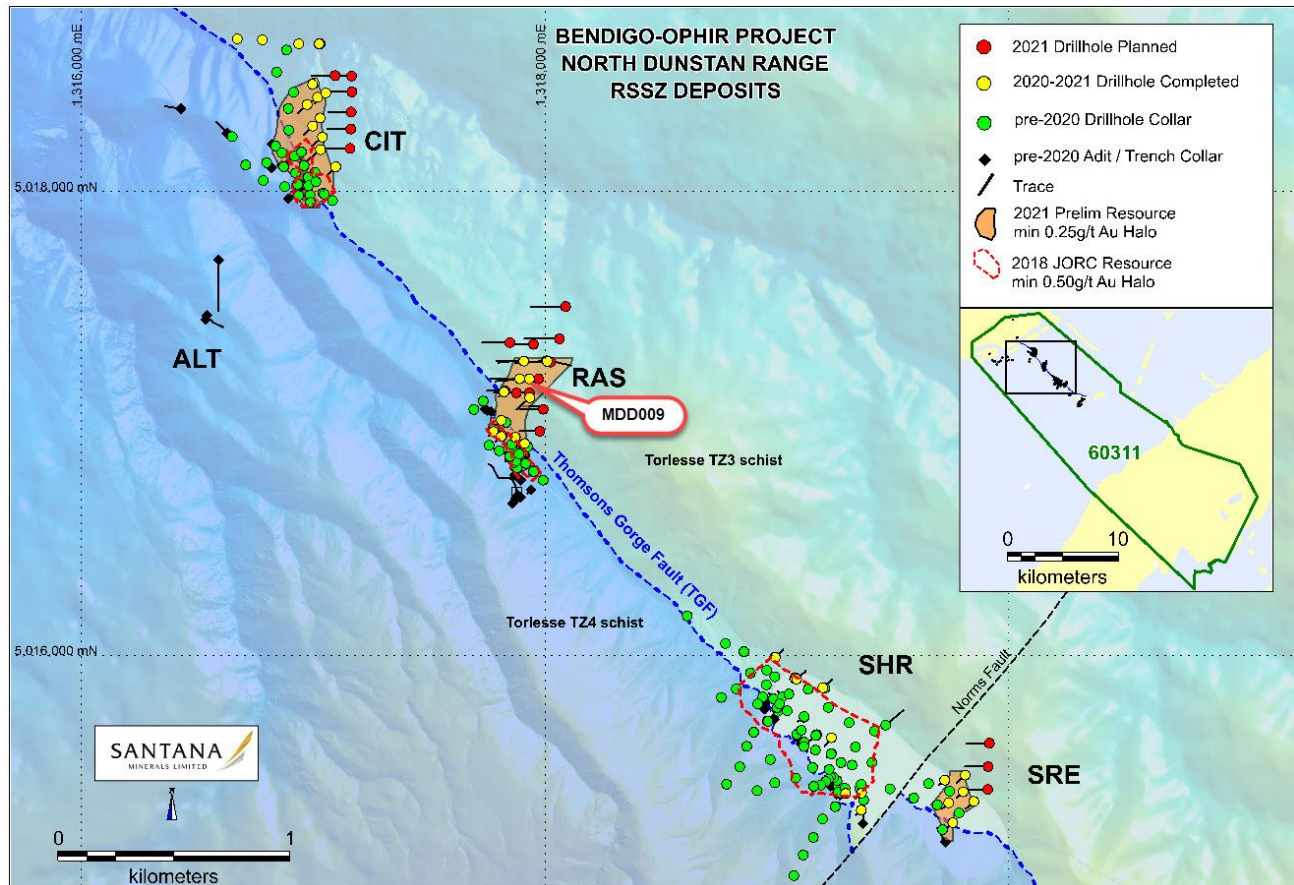 BENDIGO-OPHIR PROJECT
NORTH DUNSTAN RANGE
RSSZ DEPOSITS
1,316,000 mE
1,318,000 mE
5,018,000 mN
5,016,000 mN
CIT
ALT
RAS
MDD009
Torlesse TZ3 schist
Thomsons Gorge Fault (TGF)
Torlesse TZ4 schist
SHR
Norms Fault
SRE
2021 Drillhole Planned
2020-2021 Drillhole Completed
pre-2020 Drillhole Collar
pre-2020 Adit / Trench Collar
Trace
2021 Prelim Resource
min 0.25g/t Au Halo
2018 JORC Resource
min 0.50g/t Au Halo
60311
0 10
kilometers
SANTANA
MINERALS LIMITED
N
0 1
kilometers